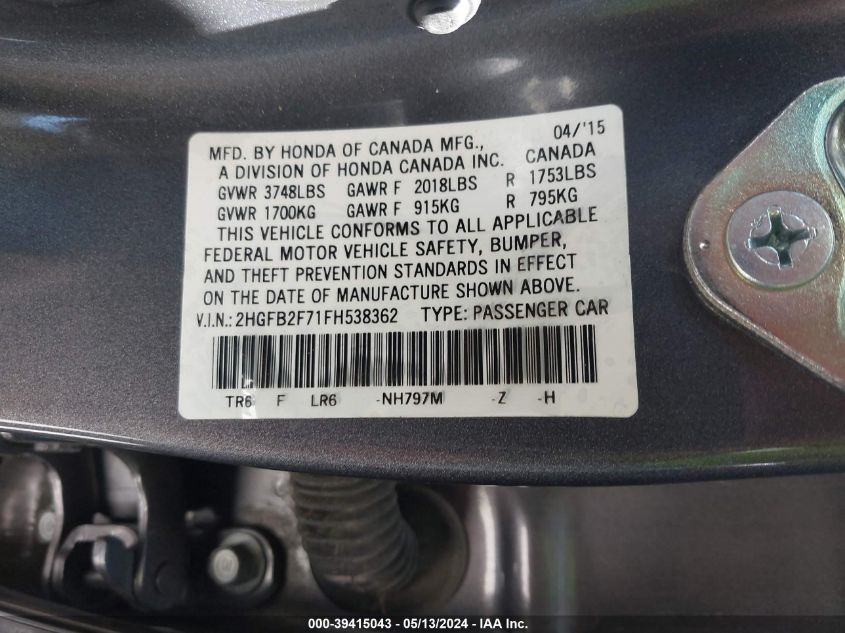 04/'15
MFD. BY HONDA OF CANADA MFG.,
A DIVISION OF HONDA CANADA INC. CANADA
GVWR 3748LBS GAWR F 2018LBS R 1753LBS
GVWR 1700KG GAWR F 915KG R 795KG
THIS VEHICLE CONFORMS TO ALL APPLICABLE
FEDERAL MOTOR VEHICLE SAFETY, BUMPER,
AND THEFT PREVENTION STANDARDS IN EFFECT
ON THE DATE OF MANUFACTURE SHOWN ABOVE.
V.I.N.: 2HGFB2F71FH538362 TYPE: PASSENGER CAR
TR6 F LR6 -NH797M -Z -H
000-39415043 - 05/13/2024 - IAA Inc.